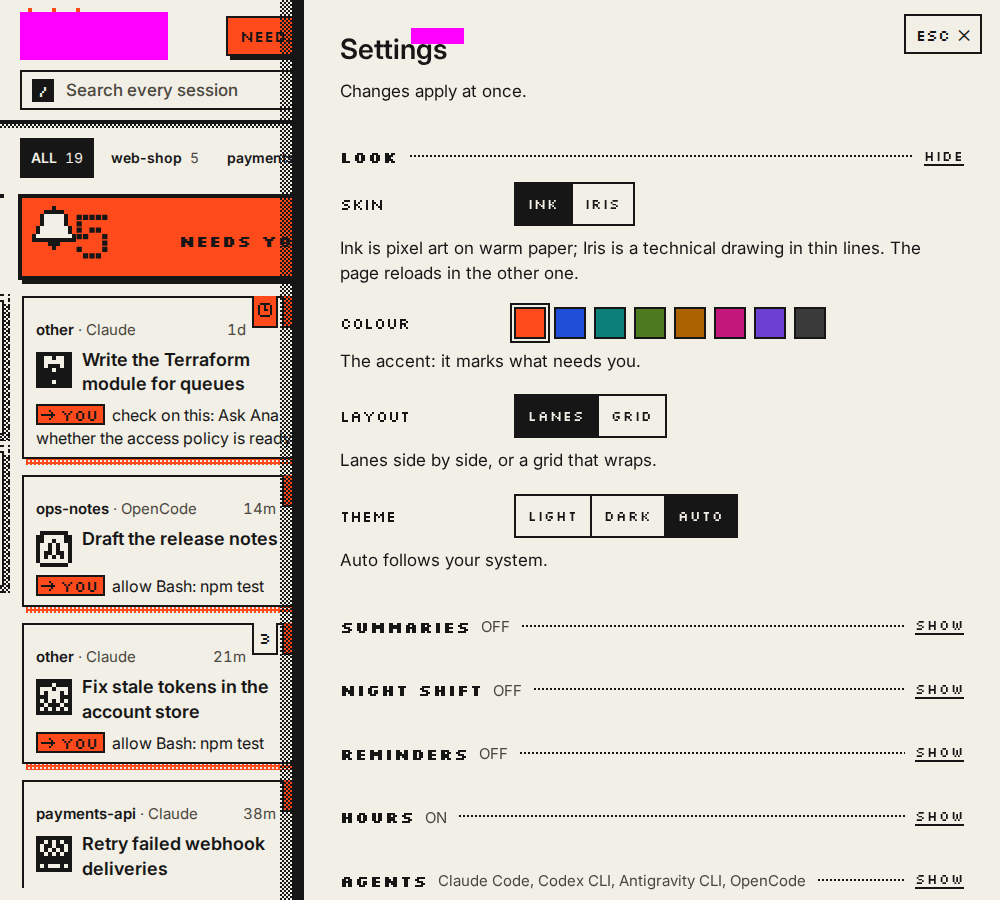 NEED
Search every session
ALL 19
web-shop 5
payment
5
NEEDS YO
other · Claude
1d
Write the Terraform
module for queues
→ YOU check on this: Ask Ana
whether the access policy is ready
ops-notes · OpenCode
14m
Draft the release notes
→ YOU allow Bash: npm test
3
other · Claude
21m
Fix stale tokens in the
account store
→ YOU allow Bash: npm test
payments-api · Claude
38m
Retry failed webhook
deliveries
Settings
ESC ×
Changes apply at once.
LOOK
HIDE
SKIN
INK IRIS
Ink is pixel art on warm paper; Iris is a technical drawing in thin lines. The
page reloads in the other one.
COLOUR
The accent: it marks what needs you.
LAYOUT
LANES GRID
Lanes side by side, or a grid that wraps.
THEME
LIGHT DARK AUTO
Auto follows your system.
SUMMARIES OFF
SHOW
NIGHT SHIFT OFF
SHOW
REMINDERS OFF
SHOW
HOURS ON
SHOW
AGENTS Claude Code, Codex CLI, Antigravity CLI, OpenCode
SHOW